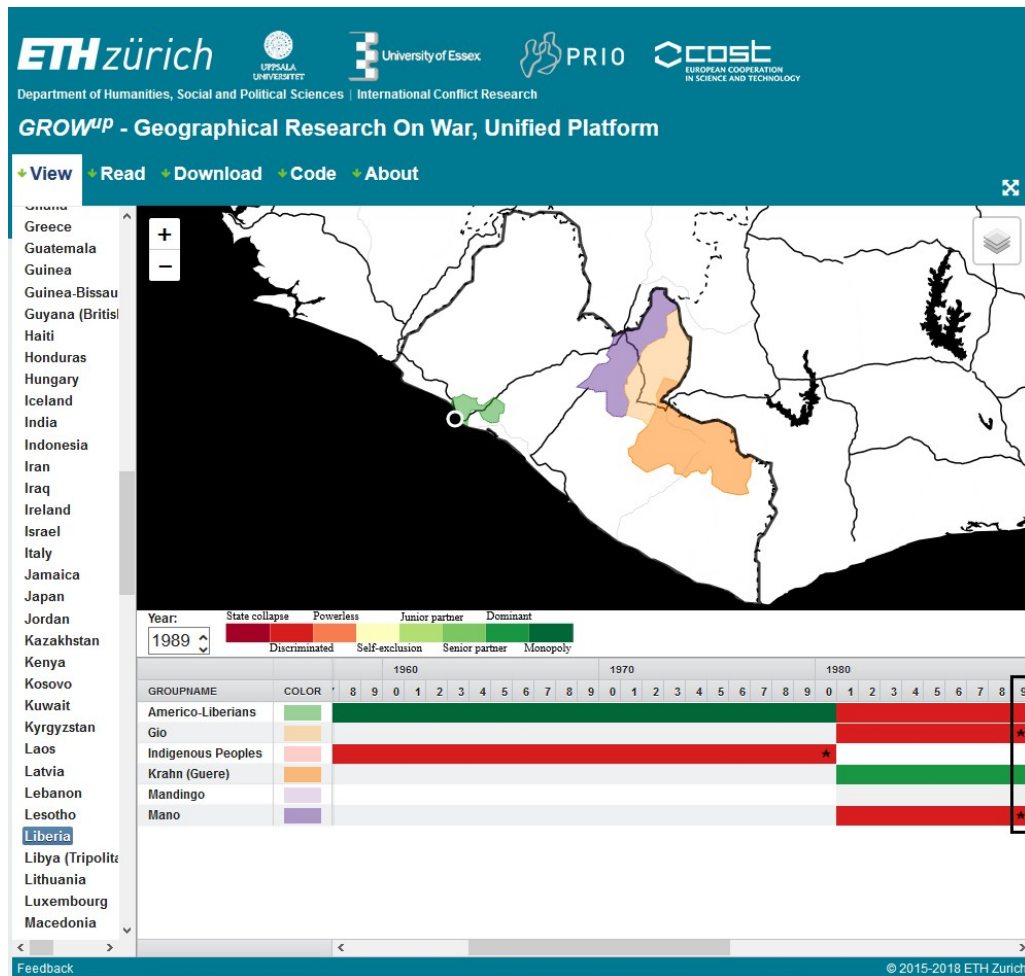 ETH zürich
UPPSALA
UNIVERSITET
University of Essex
PRIO
COST
EUROPEAN COOPERATION
IN SCIENCE AND TECHNOLOGY
Department of Humanities, Social and Political Sciences | International Conflict Research
GROWup - Geographical Research On War, Unified Platform
View Read Download Code About
Ghana
Greece
Guatemala
Guinea
Guinea-Bissau
Guyana (Britisl
Haiti
Honduras
Hungary
Iceland
India
Indonesia
Iran
Iraq
Ireland
Israel
Italy
Jamaica
Japan
Jordan
Kazakhstan
Kenya
Kosovo
Kuwait
Kyrgyzstan
Laos
Latvia
Lebanon
Lesotho
Liberia
Libya (Tripolita
Lithuania
Luxembourg
Macedonia
+
−
Year:
1989
State collapse Powerless Junior partner Dominant
Discriminated Self-exclusion Senior partner Monopoly
1960 1970 1980
GROUPNAME COLOR 8 9 0 1 2 3 4 5 6 7 8 9 0 1 2 3 4 5 6 7 8 9 0 1 2 3 4 5 6 7 8 9
Americo-Liberians
Gio
Indigenous Peoples
Krahn (Guere)
Mandingo
Mano
Feedback
© 2015-2018 ETH Zurich